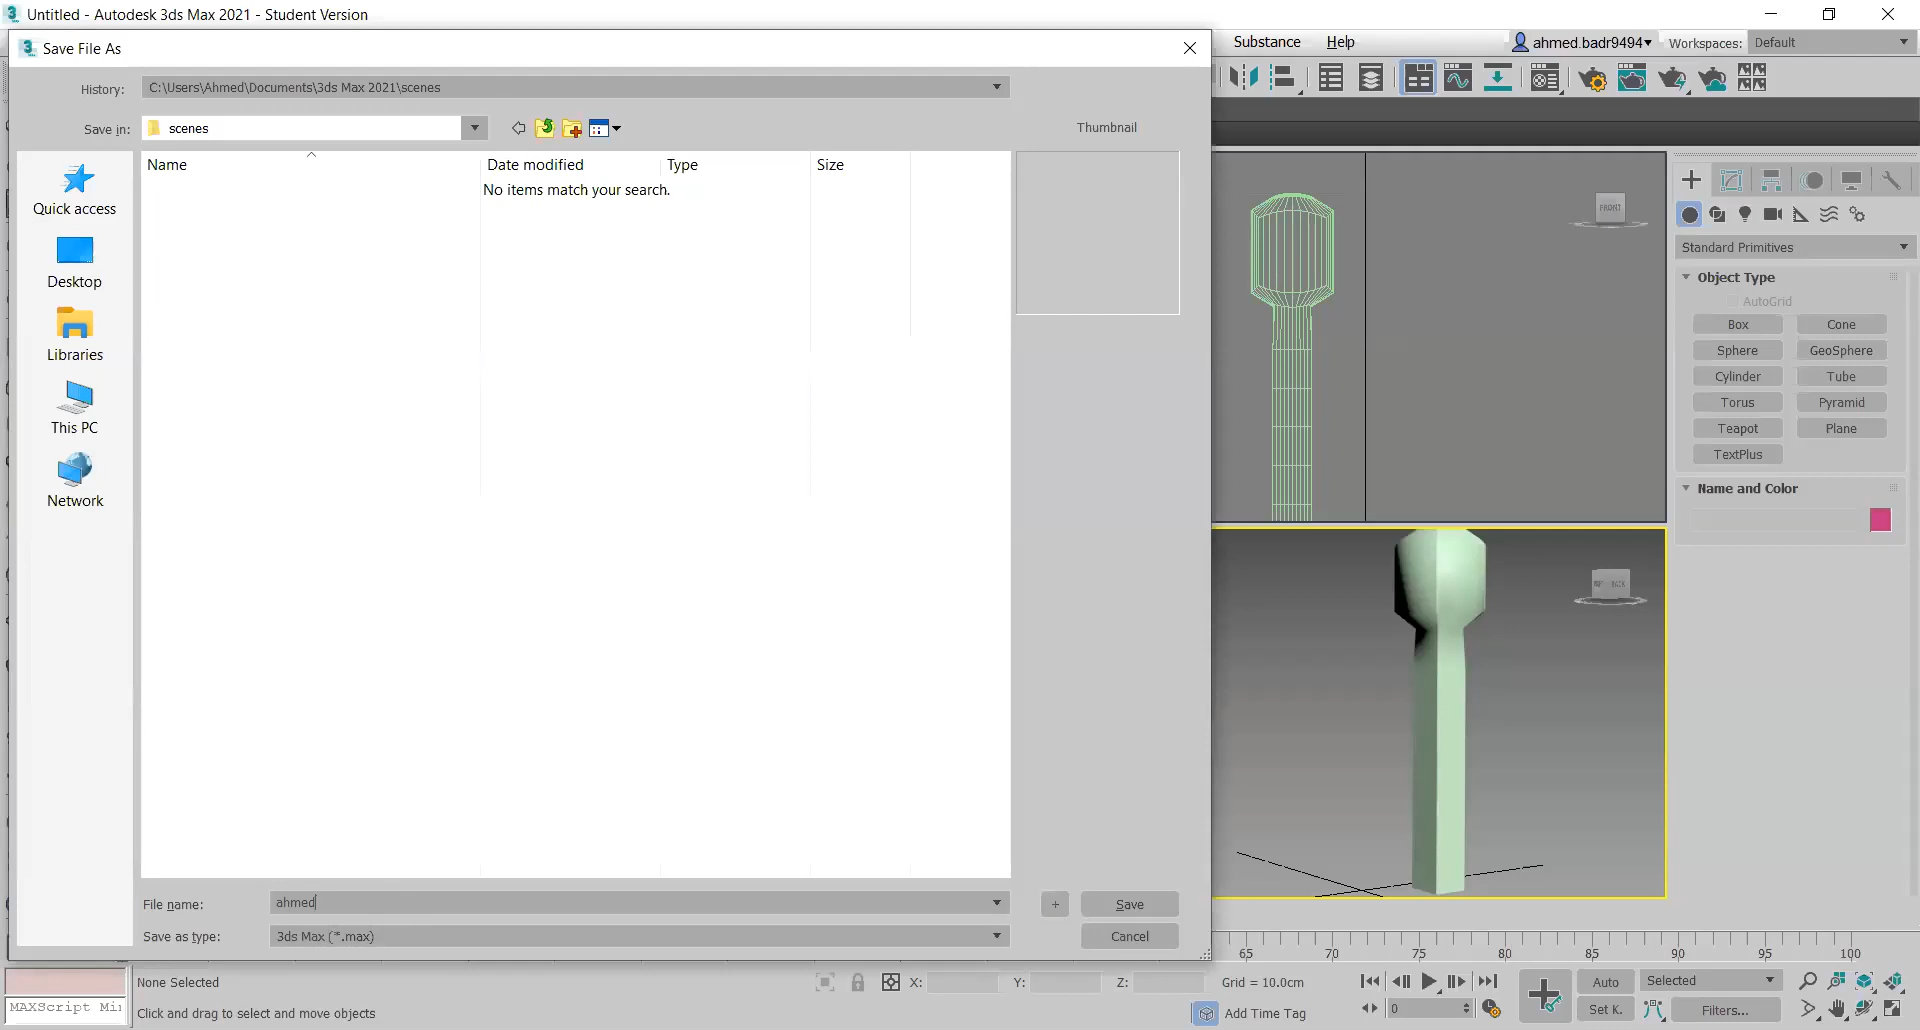 Untitled - Autodesk 3ds Max 2021 - Student Version
Save File As
Substance Help
ahmed.badr9494
Workspaces: Default
History: C:\Users\Ahmed\Documents\3ds Max 2021\scenes
Save in: scenes
Thumbnail
Name Date modified Type Size
No items match your search.
Quick access
Desktop
Libraries
This PC
Network
FRONT
BACK
Standard Primitives
Object Type
AutoGrid
Box Cone
Sphere GeoSphere
Cylinder Tube
Torus Pyramid
Teapot Plane
TextPlus
Name and Color
File name: ahmed
+ Save
Save as type: 3ds Max (*.max)
Cancel
65 70 75 80 85 90 95 100
None Selected
X: Y: Z: Grid = 10.0cm
Auto Selected
MAXScript Mi
Click and drag to select and move objects
Add Time Tag
0
Set K. Filters...